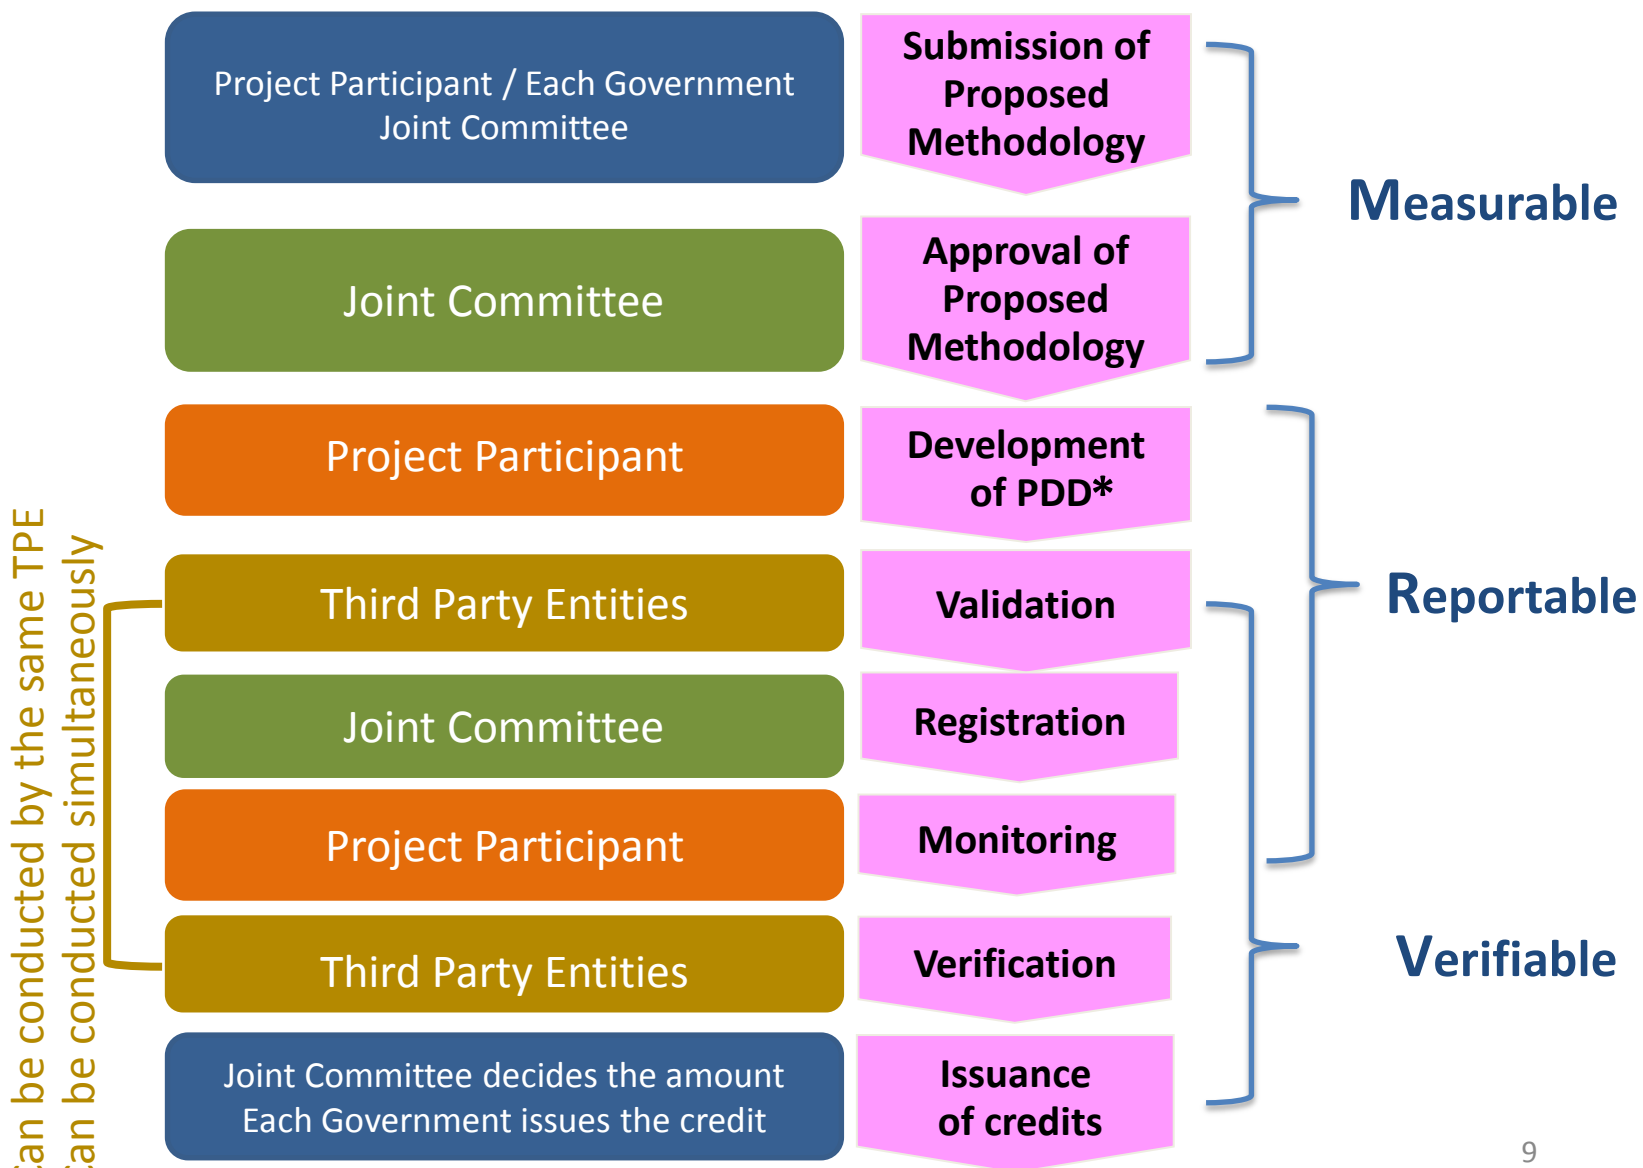 Project Participant / Each Government
Joint Committee
Submission of
Proposed
Methodology
Measurable
Joint Committee
Approval of
Proposed
Methodology
Project Participant
Development
of PDD*
Reportable
Third Party Entities
Validation
Joint Committee
Registration
Project Participant
Monitoring
Third Party Entities
Verification
Verifiable
Joint Committee decides the amount
Each Government issues the credit
Issuance
of credits
an be conducted by the same TPE
an be conducted simultaneously
9